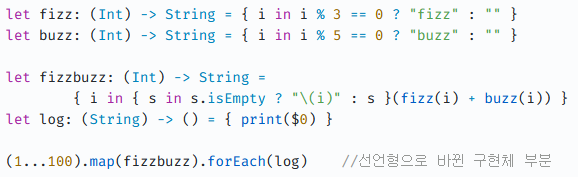 let fizz: (Int) -> String = { i in i % 3 == 0 ? "fizz" : "" }
let buzz: (Int) -> String = { i in i % 5 == 0 ? "buzz" : "" }
let fizzbuzz: (Int) -> String =
{ i in { s in s.isEmpty ? "\(i)" : s }(fizz(i) + buzz(i)) }
let log: (String) -> () = { print($0) }
(1...100).map(fizzbuzz).forEach(log) //선언형으로 바뀐 구현체 부분